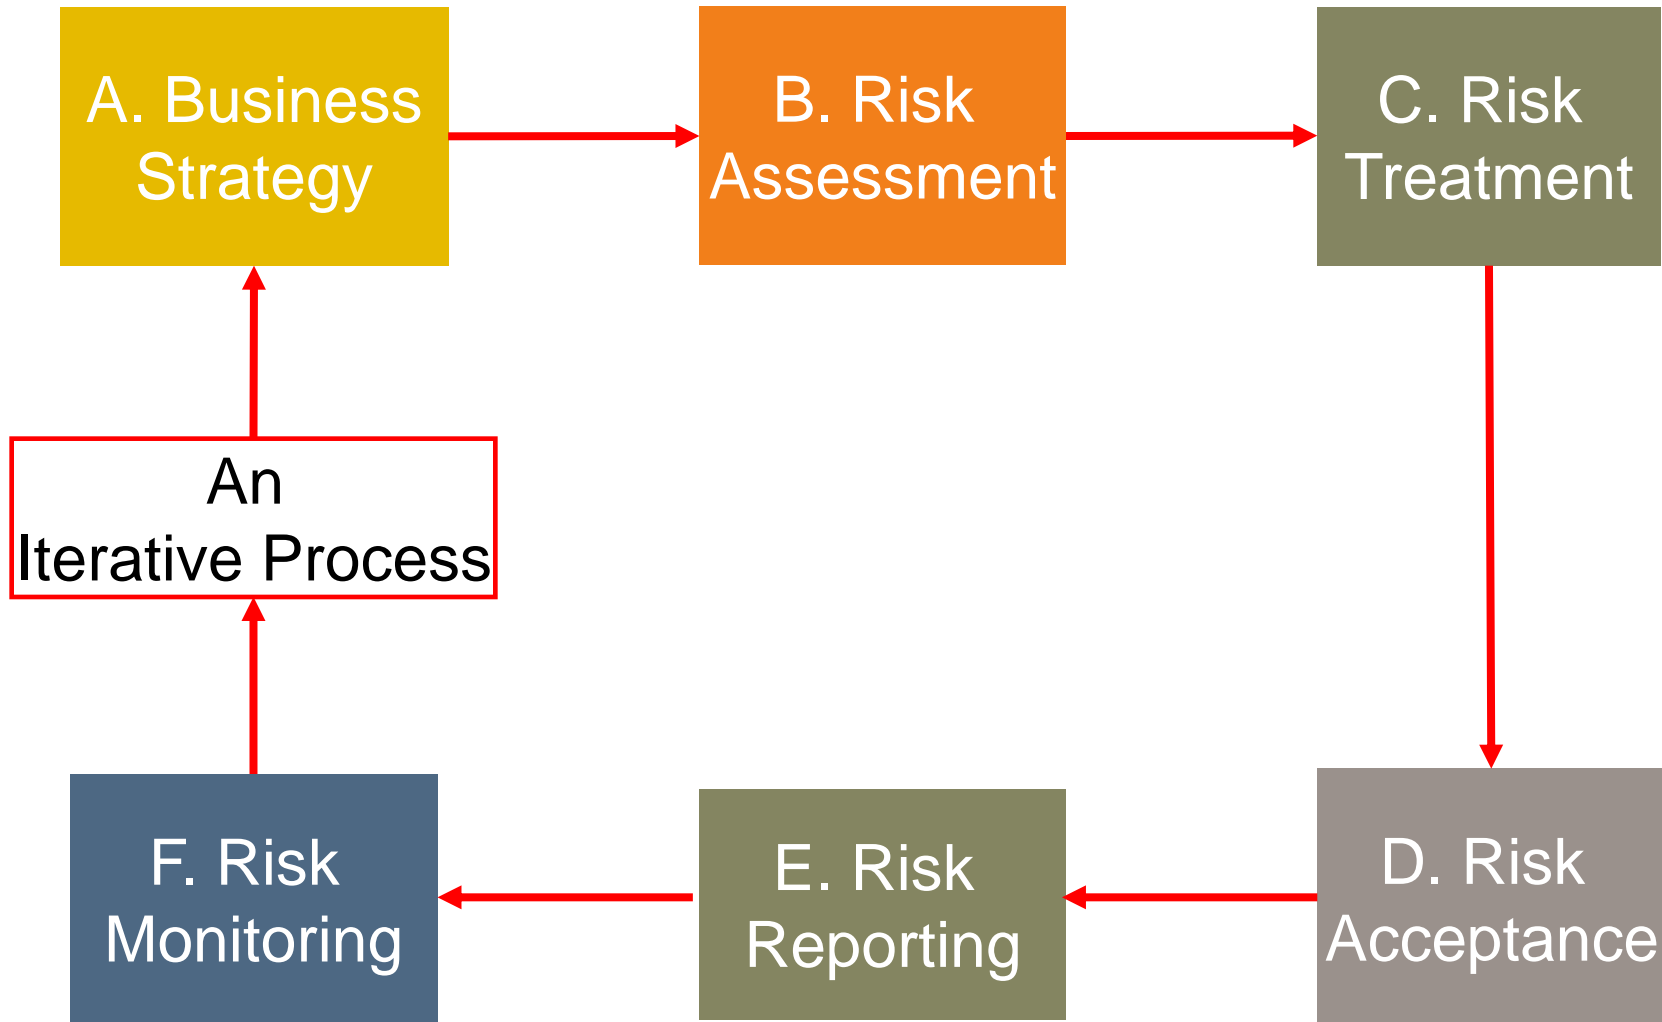 A. Business
Strategy
B. Risk
Assessment
C. Risk
Treatment
D. Risk
Acceptance
E. Risk
Reporting
F. Risk
Monitoring
An
Iterative Process